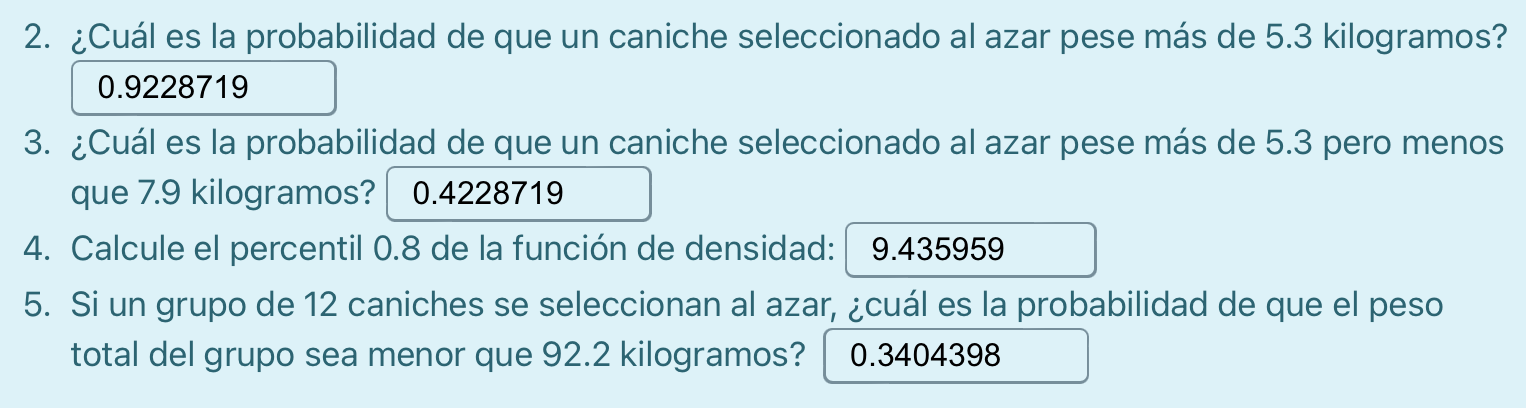 2. ¿Cuál es la probabilidad de que un caniche seleccionado al azar pese más de 5.3 kilogramos?
0.9228719
3. ¿Cuál es la probabilidad de que un caniche seleccionado al azar pese más de 5.3 pero menos
que 7.9 kilogramos? 0.4228719
4. Calcule el percentil 0.8 de la función de densidad: 9.435959
5. Si un grupo de 12 caniches se seleccionan al azar, ¿cuál es la probabilidad de que el peso
total del grupo sea menor que 92.2 kilogramos? 0.3404398